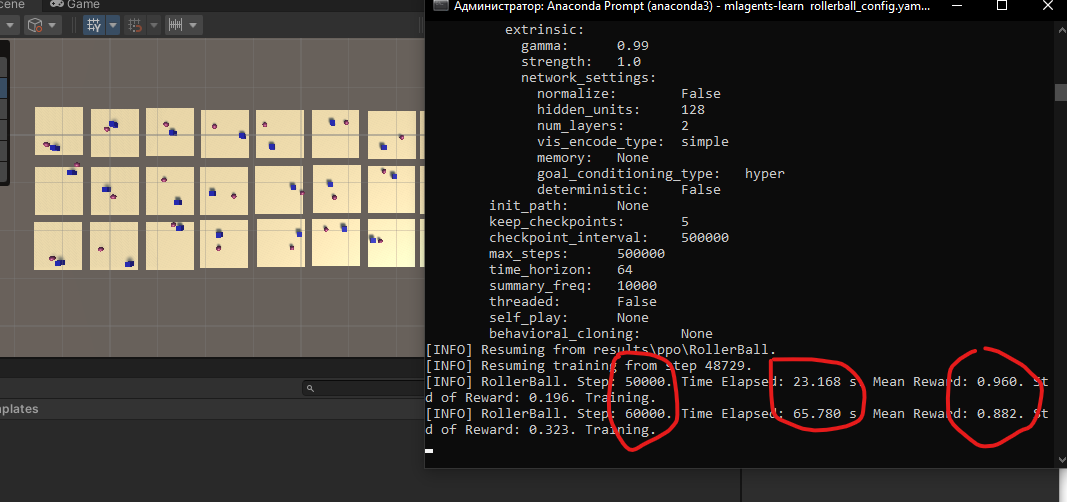 cene
Game
Администратор: Anaconda Prompt (anaconda3) - mlagents-learn rollerball_config.yam...
extrinsic:
gamma: 0.99
strength: 1.0
network_settings:
normalize: False
hidden_units: 128
num_layers: 2
vis_encode_type: simple
memory: None
goal_conditioning_type: hyper
deterministic: False
init_path: None
keep_checkpoints: 5
checkpoint_interval: 500000
max_steps: 500000
time_horizon: 64
summary_freq: 10000
threaded: False
self_play: None
behavioral_cloning: None
[INFO] Resuming from results\ppo\RollerBall.
[INFO] Resuming training from step 48729.
[INFO] RollerBall. Step: 50000. Time Elapsed: 23.168 s. Mean Reward: 0.960. St
d of Reward: 0.196. Training.
[INFO] RollerBall. Step: 60000. Time Elapsed: 65.780 s. Mean Reward: 0.882. St
d of Reward: 0.323. Training.
mplates